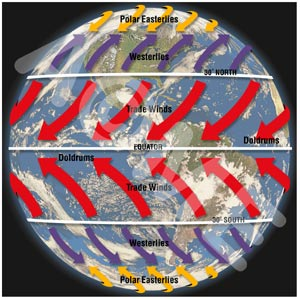 Polar Easterlies
Westerlies
30° NORTH
Trade Winds
Doldrums
EQUATOR
Doldrums
Trade Winds
30° SOUTH
Westerlies
Polar Easterlies